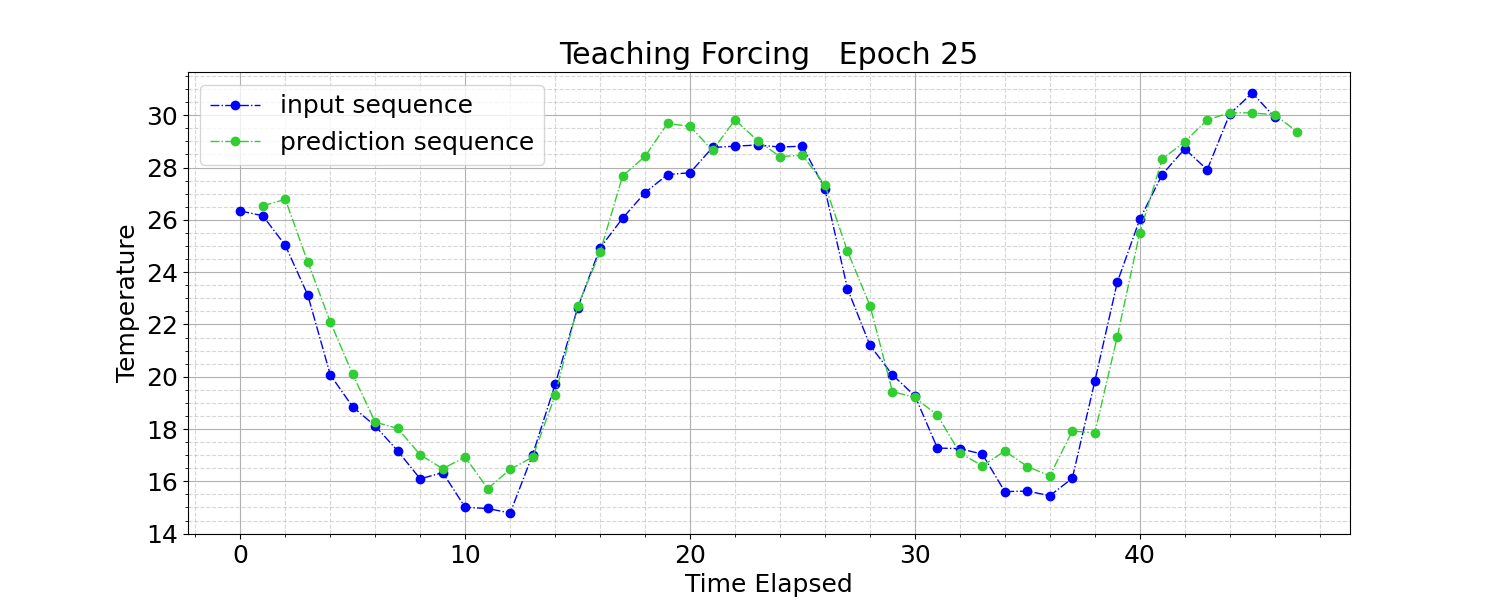 Teaching Forcing   Epoch 25
input sequence
prediction sequence
30
28
26
24
22
20
18
16
14
Temperature
0 10 20 30 40
Time Elapsed